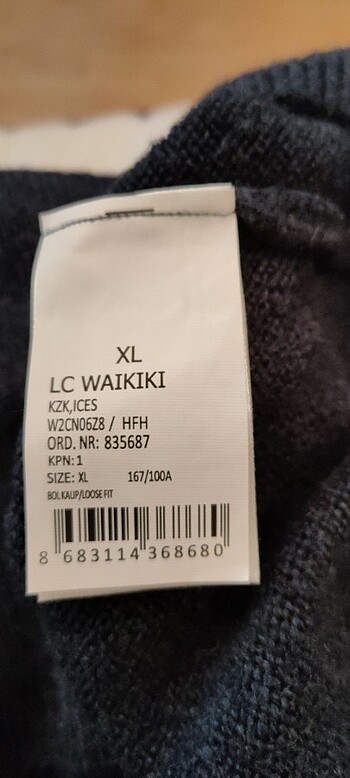 XL
LC WAIKIKI
KZK,ICES
W2CN06Z8 / HFH
ORD. NR: 835687
KPN: 1
SIZE: XL 167/100A
BOL KALIP/LOOSE FIT
8 683114 368680